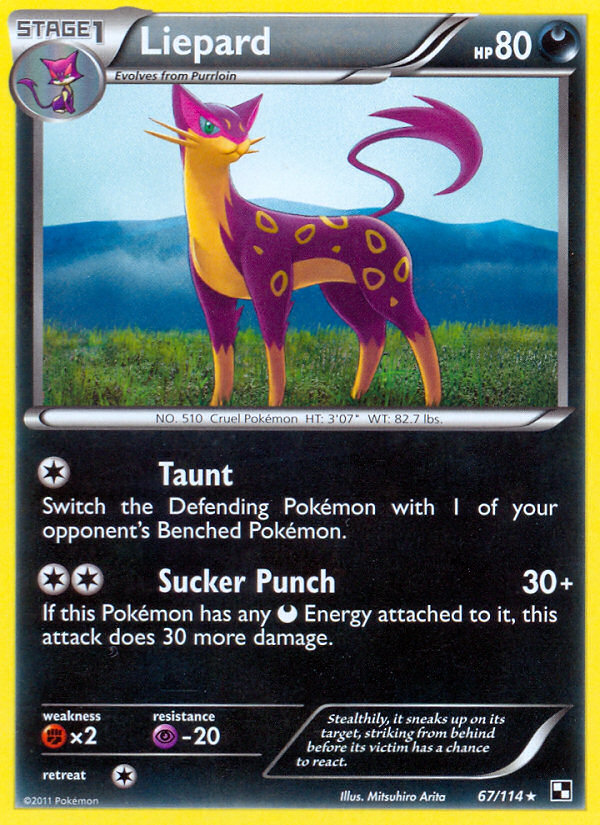 STAGE1
Liepard
HP80
Evolves from Purrloin
NO. 510 Cruel Pokémon HT: 3'07" WT: 82.7 lbs.
Taunt
Switch the Defending Pokémon with 1 of your
opponent's Benched Pokémon.
Sucker Punch 30+
If this Pokémon has any Energy attached to it, this
attack does 30 more damage.
weakness resistance
×2 -20
Stealthily, it sneaks up on its
target, striking from behind
before its victim has a chance
to react.
retreat
©2011 Pokémon
Illus. Mitsuhiro Arita 67/114★